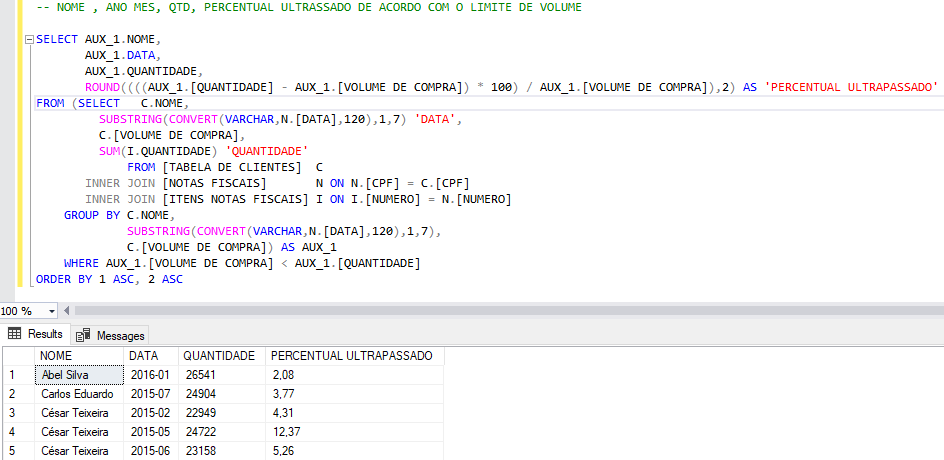 -- NOME , ANO MES, QTD, PERCENTUAL ULTRASSADO DE ACORDO COM O LIMITE DE VOLUME
SELECT AUX_1.NOME,
AUX_1.DATA,
AUX_1.QUANTIDADE,
ROUND((((AUX_1.[QUANTIDADE] - AUX_1.[VOLUME DE COMPRA]) * 100) / AUX_1.[VOLUME DE COMPRA]),2) AS 'PERCENTUAL ULTRAPASSADO'
FROM (SELECT C.NOME,
SUBSTRING(CONVERT(VARCHAR,N.[DATA],120),1,7) 'DATA',
C.[VOLUME DE COMPRA],
SUM(I.QUANTIDADE) 'QUANTIDADE'
FROM [TABELA DE CLIENTES] C
INNER JOIN [NOTAS FISCAIS] N ON N.[CPF] = C.[CPF]
INNER JOIN [ITENS NOTAS FISCAIS] I ON I.[NUMERO] = N.[NUMERO]
GROUP BY C.NOME,
SUBSTRING(CONVERT(VARCHAR,N.[DATA],120),1,7),
C.[VOLUME DE COMPRA]) AS AUX_1
WHERE AUX_1.[VOLUME DE COMPRA] < AUX_1.[QUANTIDADE]
ORDER BY 1 ASC, 2 ASC
100 %
Results Messages
NOME DATA QUANTIDADE PERCENTUAL ULTRAPASSADO
1 Abel Silva 2016-01 26541 2,08
2 Carlos Eduardo 2015-07 24904 3,77
3 César Teixeira 2015-02 22949 4,31
4 César Teixeira 2015-05 24722 12,37
5 César Teixeira 2015-06 23158 5,26